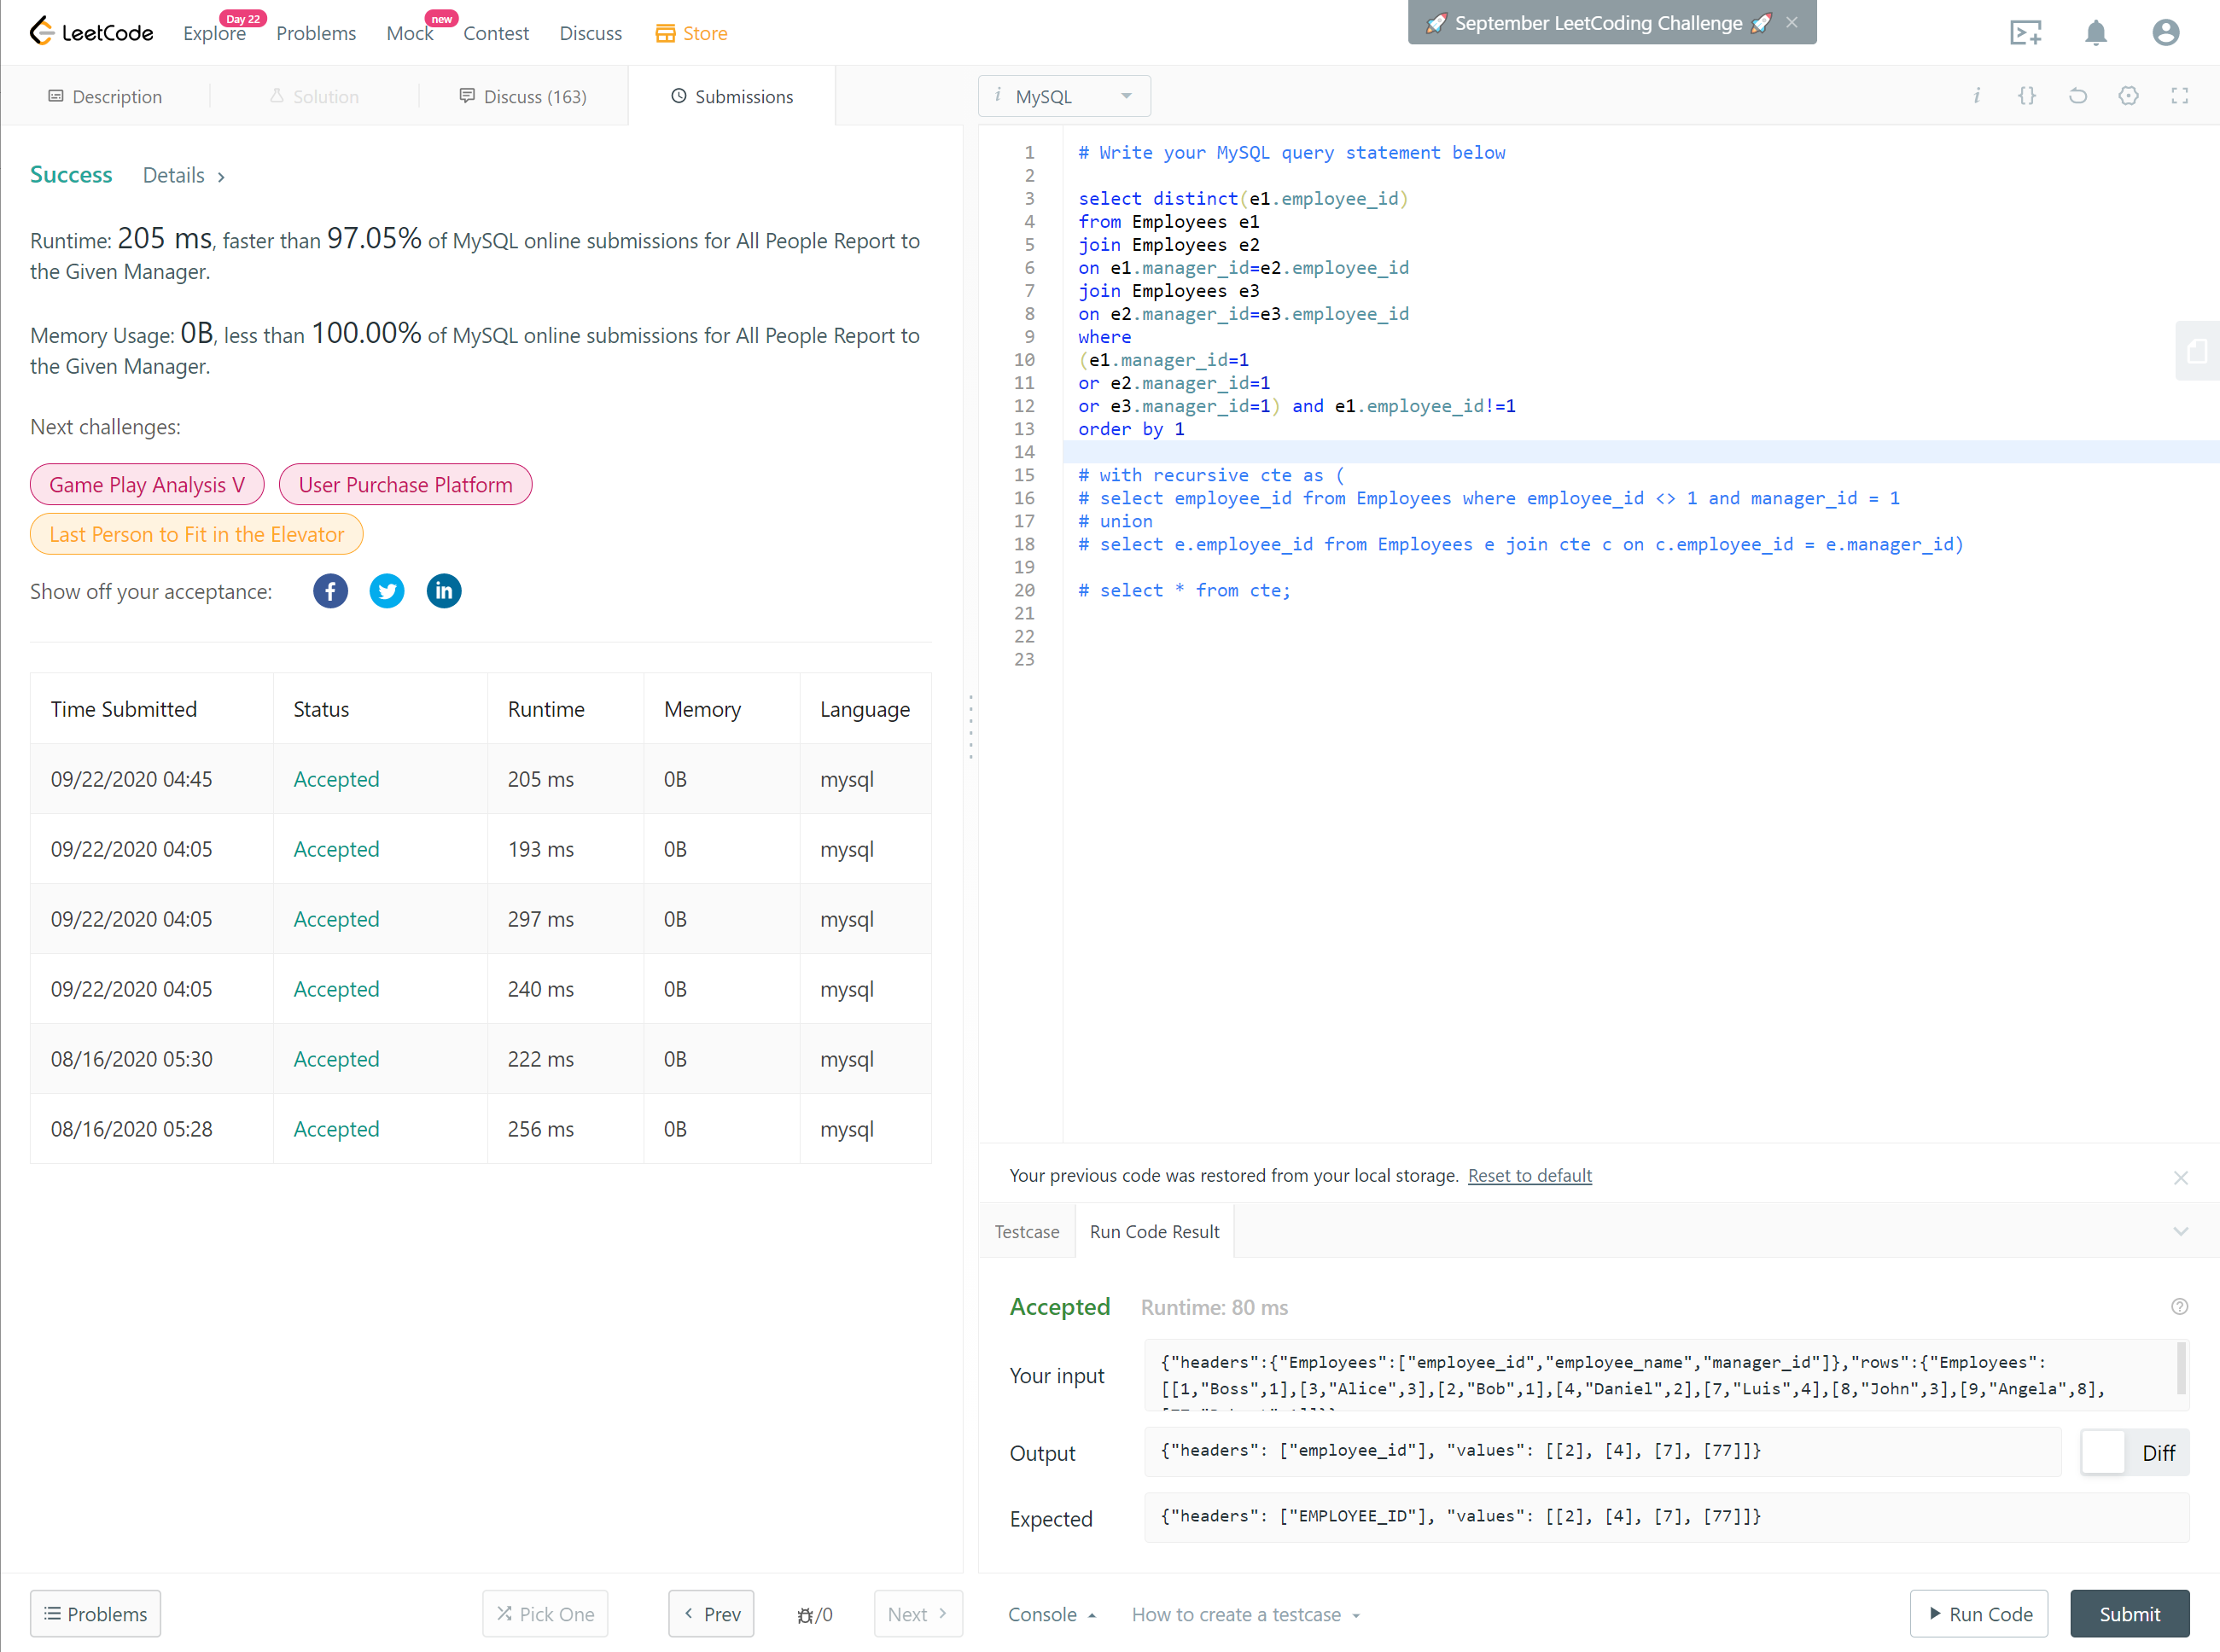 LeetCode
Explore
Day 22
Problems
Mock
new
Contest
Discuss
Store
🚀 September LeetCoding Challenge 🚀 ×
Description
Solution
Discuss (163)
Submissions
i MySQL
i {}
Success Details >
Runtime: 205 ms, faster than 97.05% of MySQL online submissions for All People Report to
the Given Manager.
Memory Usage: 0B, less than 100.00% of MySQL online submissions for All People Report to
the Given Manager.
Next challenges:
Game Play Analysis V
User Purchase Platform
Last Person to Fit in the Elevator
Show off your acceptance:
f
in
Time Submitted Status Runtime Memory Language
09/22/2020 04:45 Accepted 205 ms 0B mysql
09/22/2020 04:05 Accepted 193 ms 0B mysql
09/22/2020 04:05 Accepted 297 ms 0B mysql
09/22/2020 04:05 Accepted 240 ms 0B mysql
08/16/2020 05:30 Accepted 222 ms 0B mysql
08/16/2020 05:28 Accepted 256 ms 0B mysql
1 # Write your MySQL query statement below
2
3 select distinct(e1.employee_id)
4 from Employees e1
5 join Employees e2
6 on e1.manager_id=e2.employee_id
7 join Employees e3
8 on e2.manager_id=e3.employee_id
9 where
10 (e1.manager_id=1
11 or e2.manager_id=1
12 or e3.manager_id=1) and e1.employee_id!=1
13 order by 1
14
15 # with recursive cte as (
16 # select employee_id from Employees where employee_id <> 1 and manager_id = 1
17 # union
18 # select e.employee_id from Employees e join cte c on c.employee_id = e.manager_id)
19
20 # select * from cte;
21
22
23
Your previous code was restored from your local storage. Reset to default
Testcase
Run Code Result
Accepted Runtime: 80 ms
Your input
{"headers":{"Employees":["employee_id","employee_name","manager_id"]},"rows":{"Employees":
[[1,"Boss",1],[3,"Alice",3],[2,"Bob",1],[4,"Daniel",2],[7,"Luis",4],[8,"John",3],[9,"Angela",8],
Output
{"headers": ["employee_id"], "values": [[2], [4], [7], [77]]}
Diff
Expected
{"headers": ["EMPLOYEE_ID"], "values": [[2], [4], [7], [77]]}
Problems
Pick One
< Prev
/0
Next >
Console
How to create a testcase
Run Code
Submit